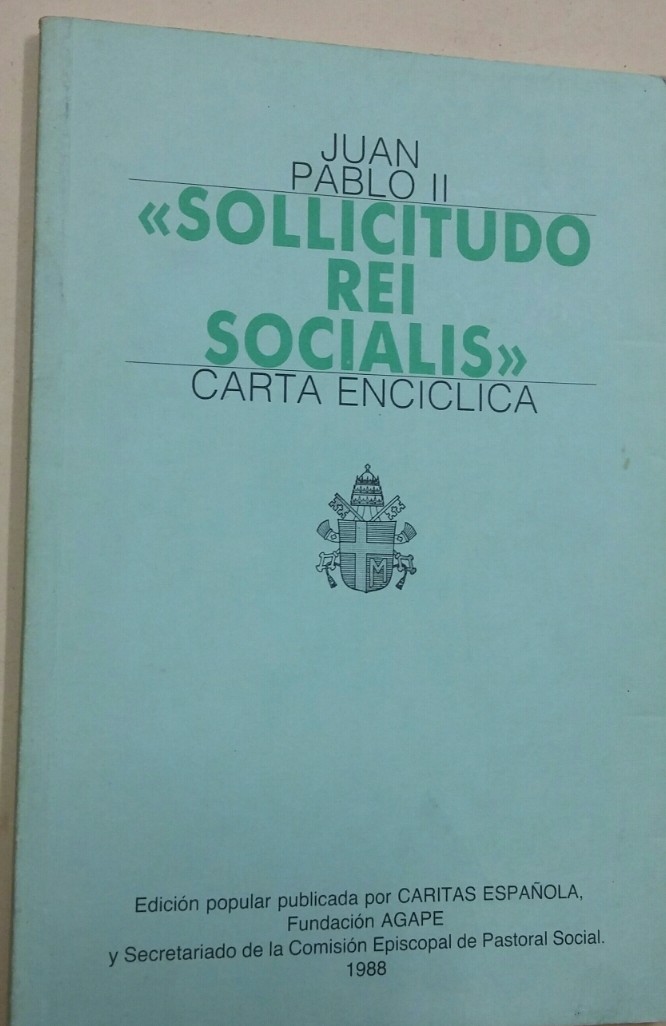 JUAN
PABLO II
«SOLLICITUDO
REI
SOCIALIS»
CARTA ENCICLICA
M
Edición popular publicada por CARITAS ESPAÑOLA,
Fundación AGAPE
y Secretariado de la Comisión Episcopal de Pastoral Social.
1988